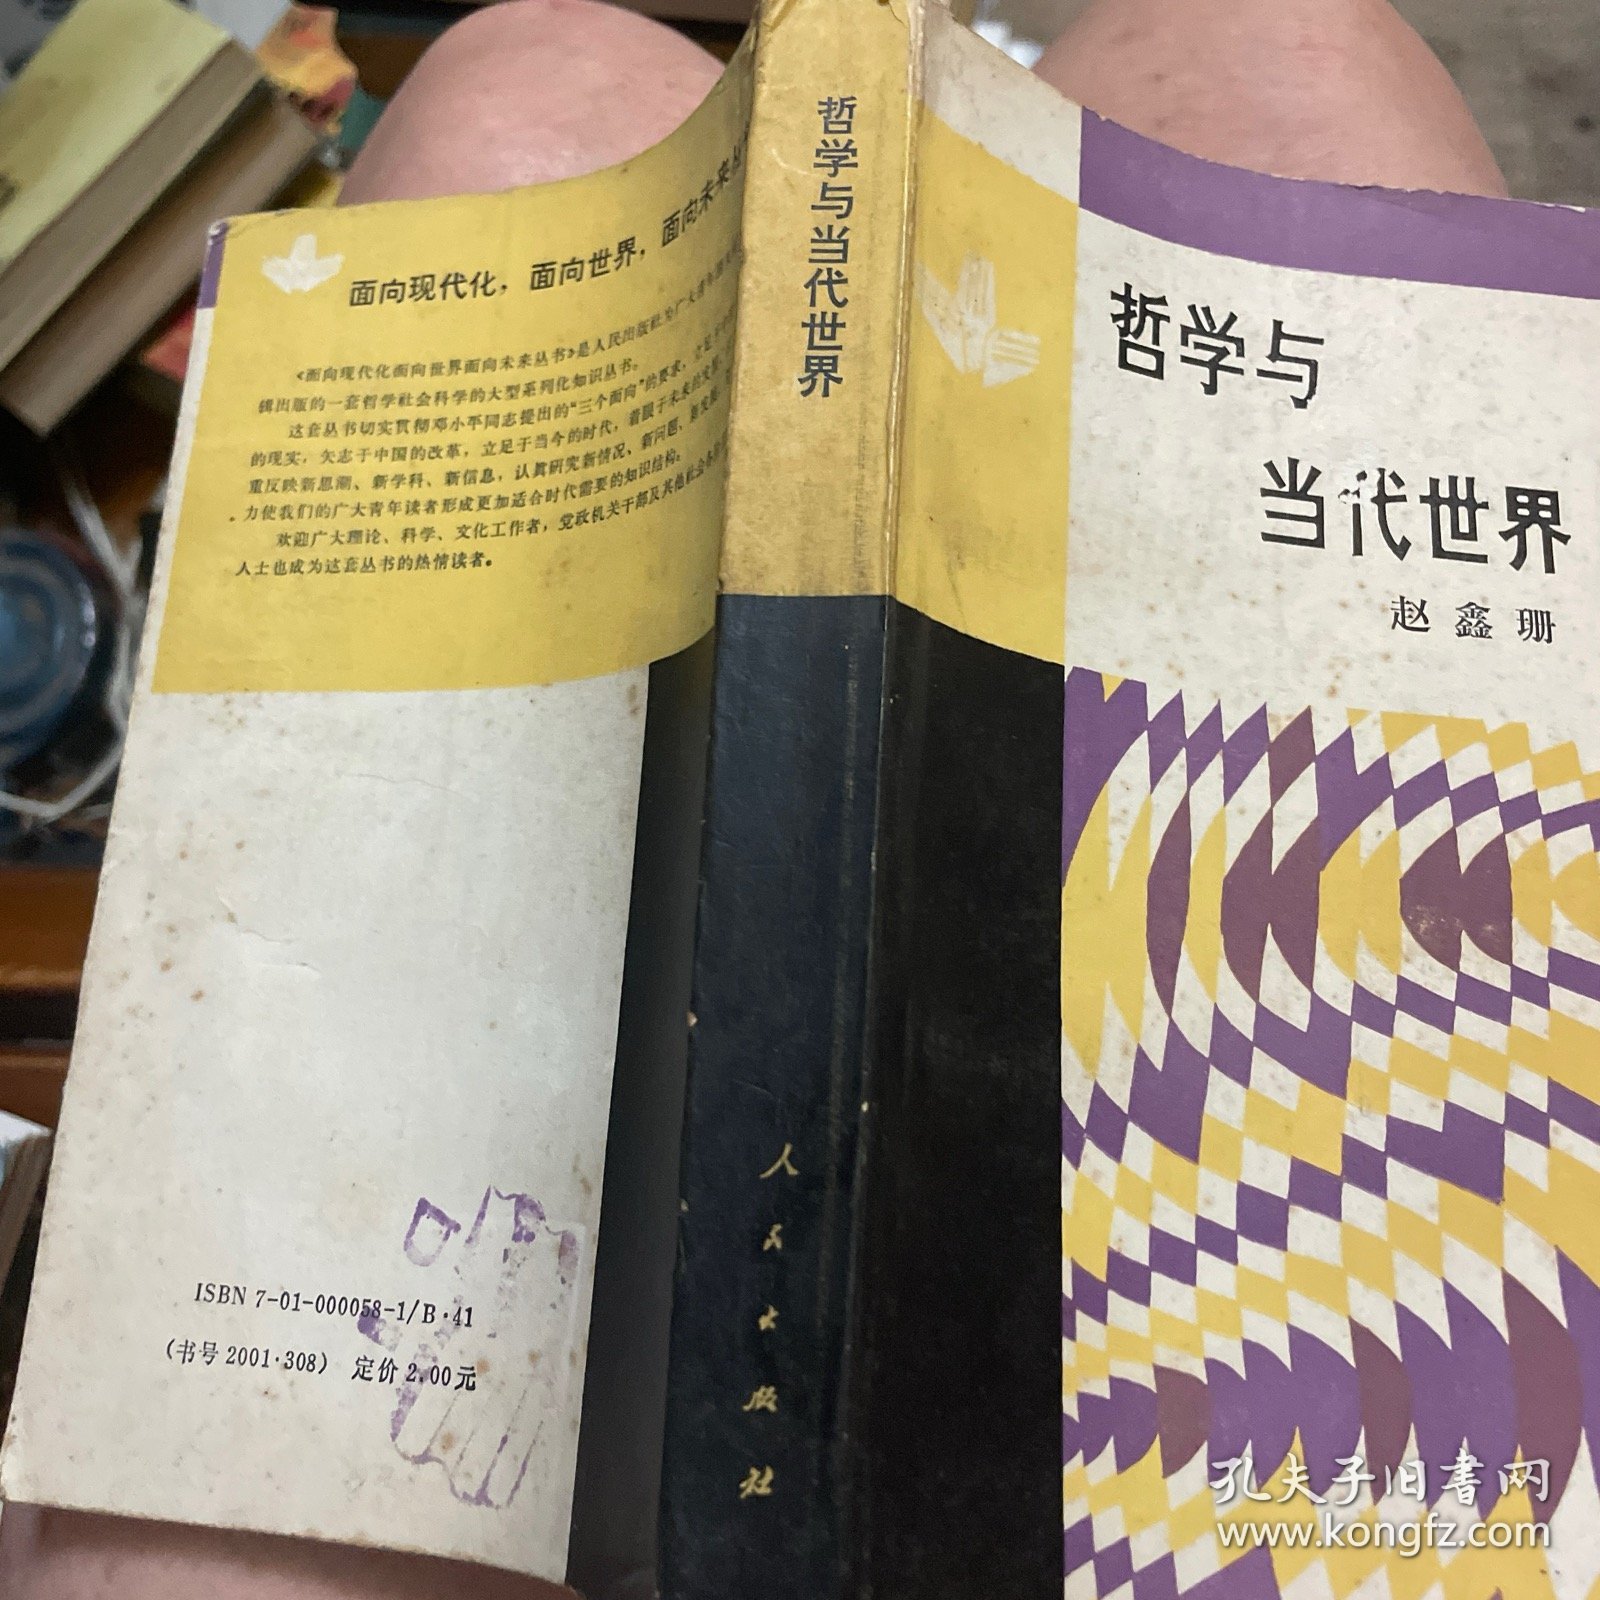 面向现代化，面向世界，面向未来丛
《面向现代化面向世界面向未来丛书》是人民出版社为广大青年
辑出版的一套哲学社会科学的大型系列化知识丛书。
这套丛书切实贯彻邓小平同志提出的“三个面向”的要求，立足
的现实，矢志于中国的改革，立足于当今的时代，着眼于未来的发展，
重反映新思潮、新学科、新信息，认真研究新情况、新问题、新发展，
力使我们的广大青年读者形成更加适合时代需要的知识结构。
欢迎广大理论、科学、文化工作者，党政机关干部及其他社会各
人士也成为这套丛书的热情读者。
ISBN 7-01-000058-1/B·41
（书号2001·308） 定价2.00元
哲学与当代世界
人民出版社
哲学与
当代世界
赵鑫珊
孔夫子旧書网
www.kongfz.com